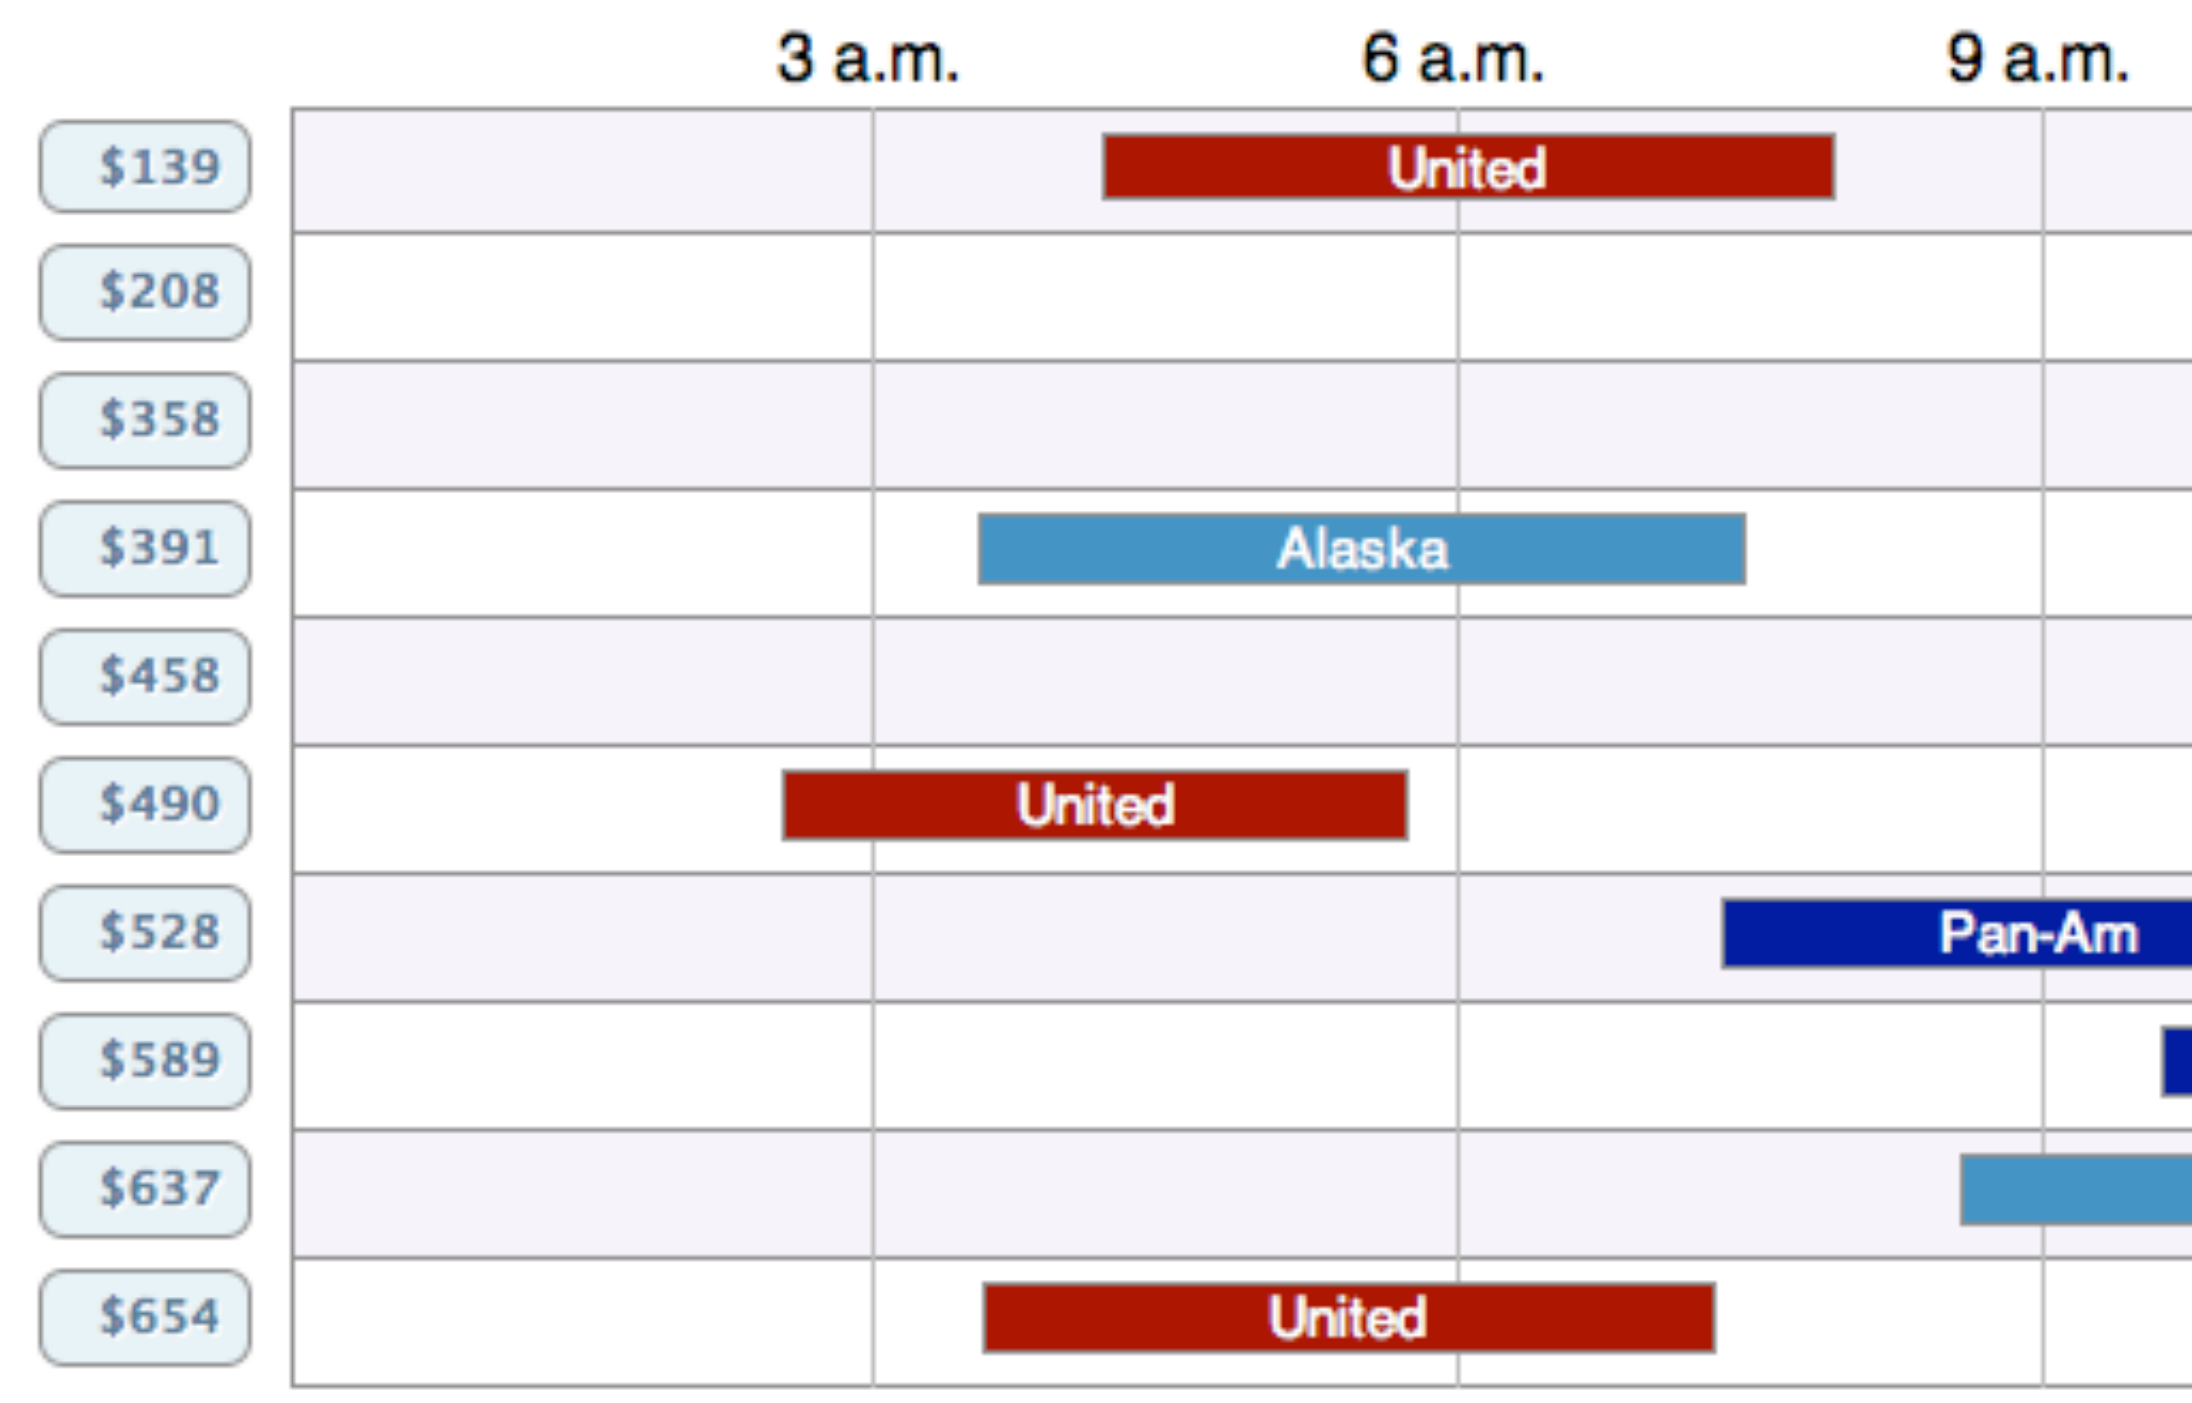 3 a.m. 6 a.m. 9 a.m.
$139 United
$208
$358
$391 Alaska
$458
$490 United
$528 Pan-Am
$589
$637
$654 United